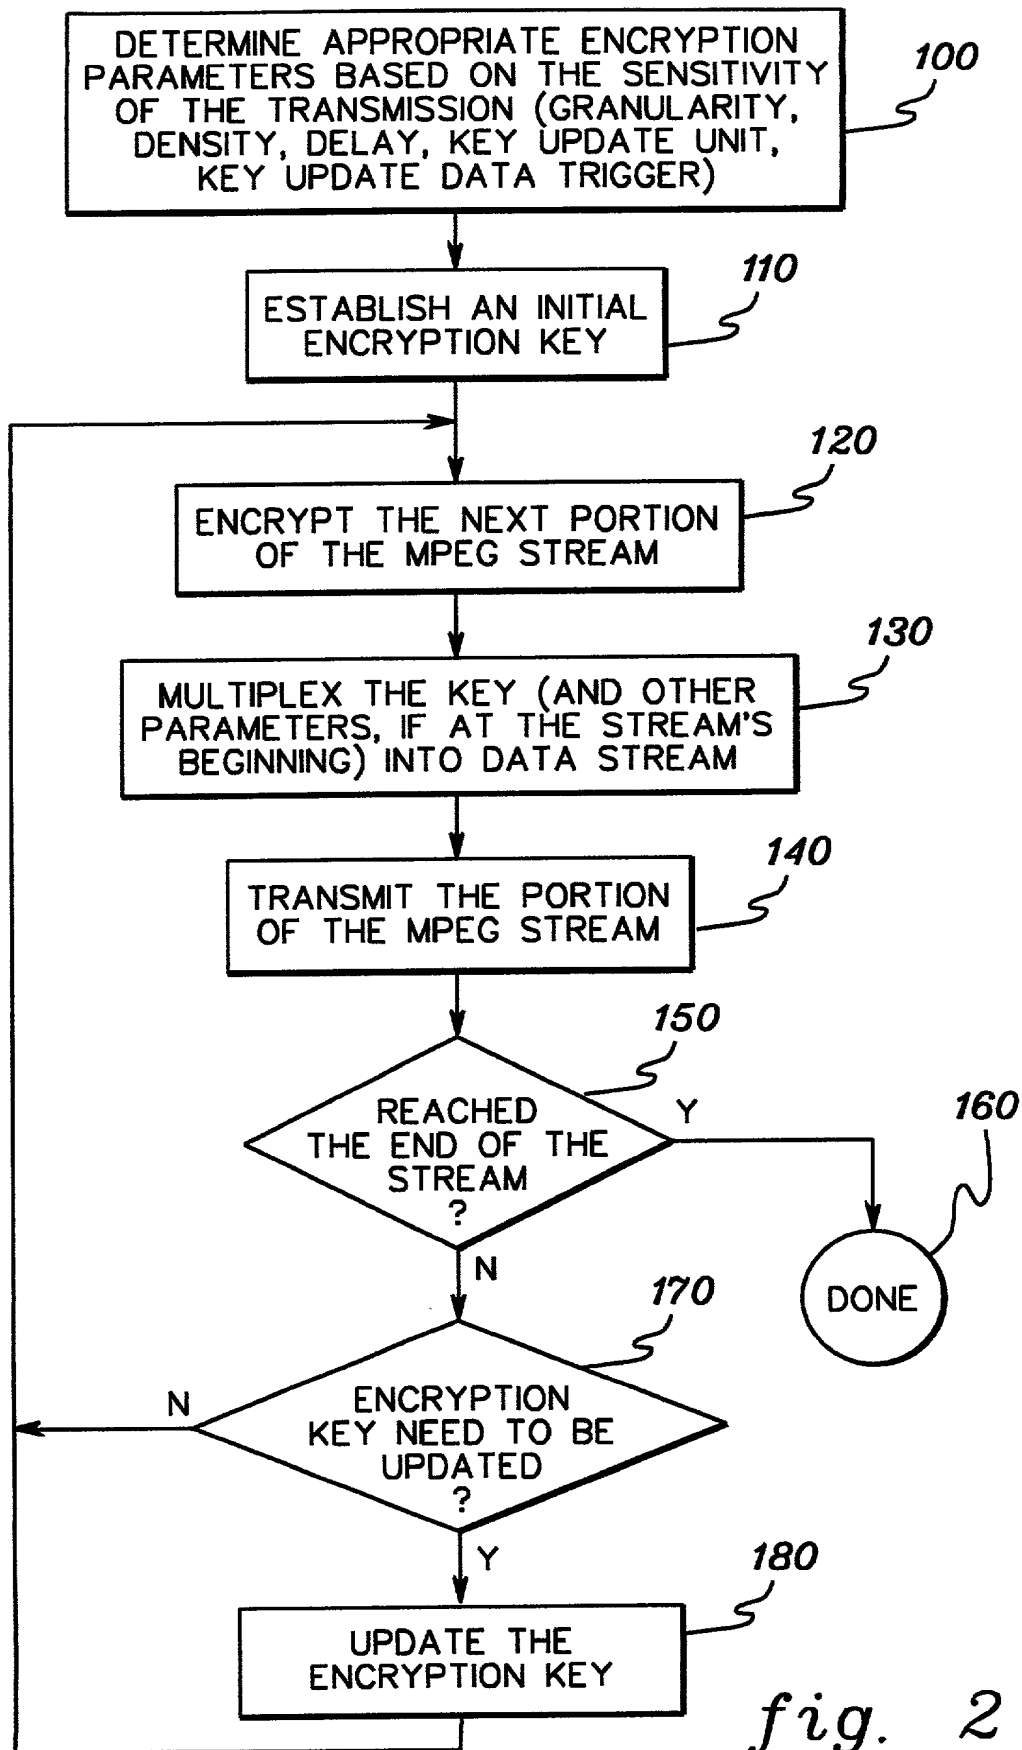 DETERMINE APPROPRIATE ENCRYPTION
PARAMETERS BASED ON THE SENSITIVITY
OF THE TRANSMISSION (GRANULARITY,
DENSITY, DELAY, KEY UPDATE UNIT,
KEY UPDATE DATA TRIGGER)
100
ESTABLISH AN INITIAL
ENCRYPTION KEY
110
ENCRYPT THE NEXT PORTION
OF THE MPEG STREAM
120
MULTIPLEX THE KEY (AND OTHER
PARAMETERS, IF AT THE STREAM'S
BEGINNING) INTO DATA STREAM
130
TRANSMIT THE PORTION
OF THE MPEG STREAM
140
REACHED
THE END OF THE
STREAM
?
150
Y
160
DONE
N
170
ENCRYPTION
KEY NEED TO BE
UPDATED
?
N
Y
180
UPDATE THE
ENCRYPTION KEY
fig. 2